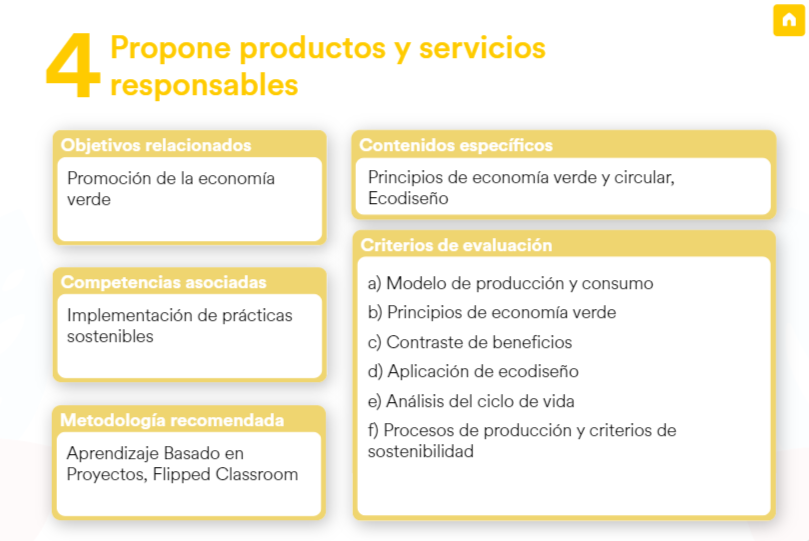 4
Propone productos y servicios
responsables
Objetivos relacionados
Promoción de la economía
verde
Competencias asociadas
Implementación de prácticas
sostenibles
Metodología recomendada
Aprendizaje Basado en
Proyectos, Flipped Classroom
Contenidos específicos
Principios de economía verde y circular,
Ecodiseño
Criterios de evaluación
a) Modelo de producción y consumo
b) Principios de economía verde
c) Contraste de beneficios
d) Aplicación de ecodiseño
e) Análisis del ciclo de vida
f) Procesos de producción y criterios de
sostenibilidad